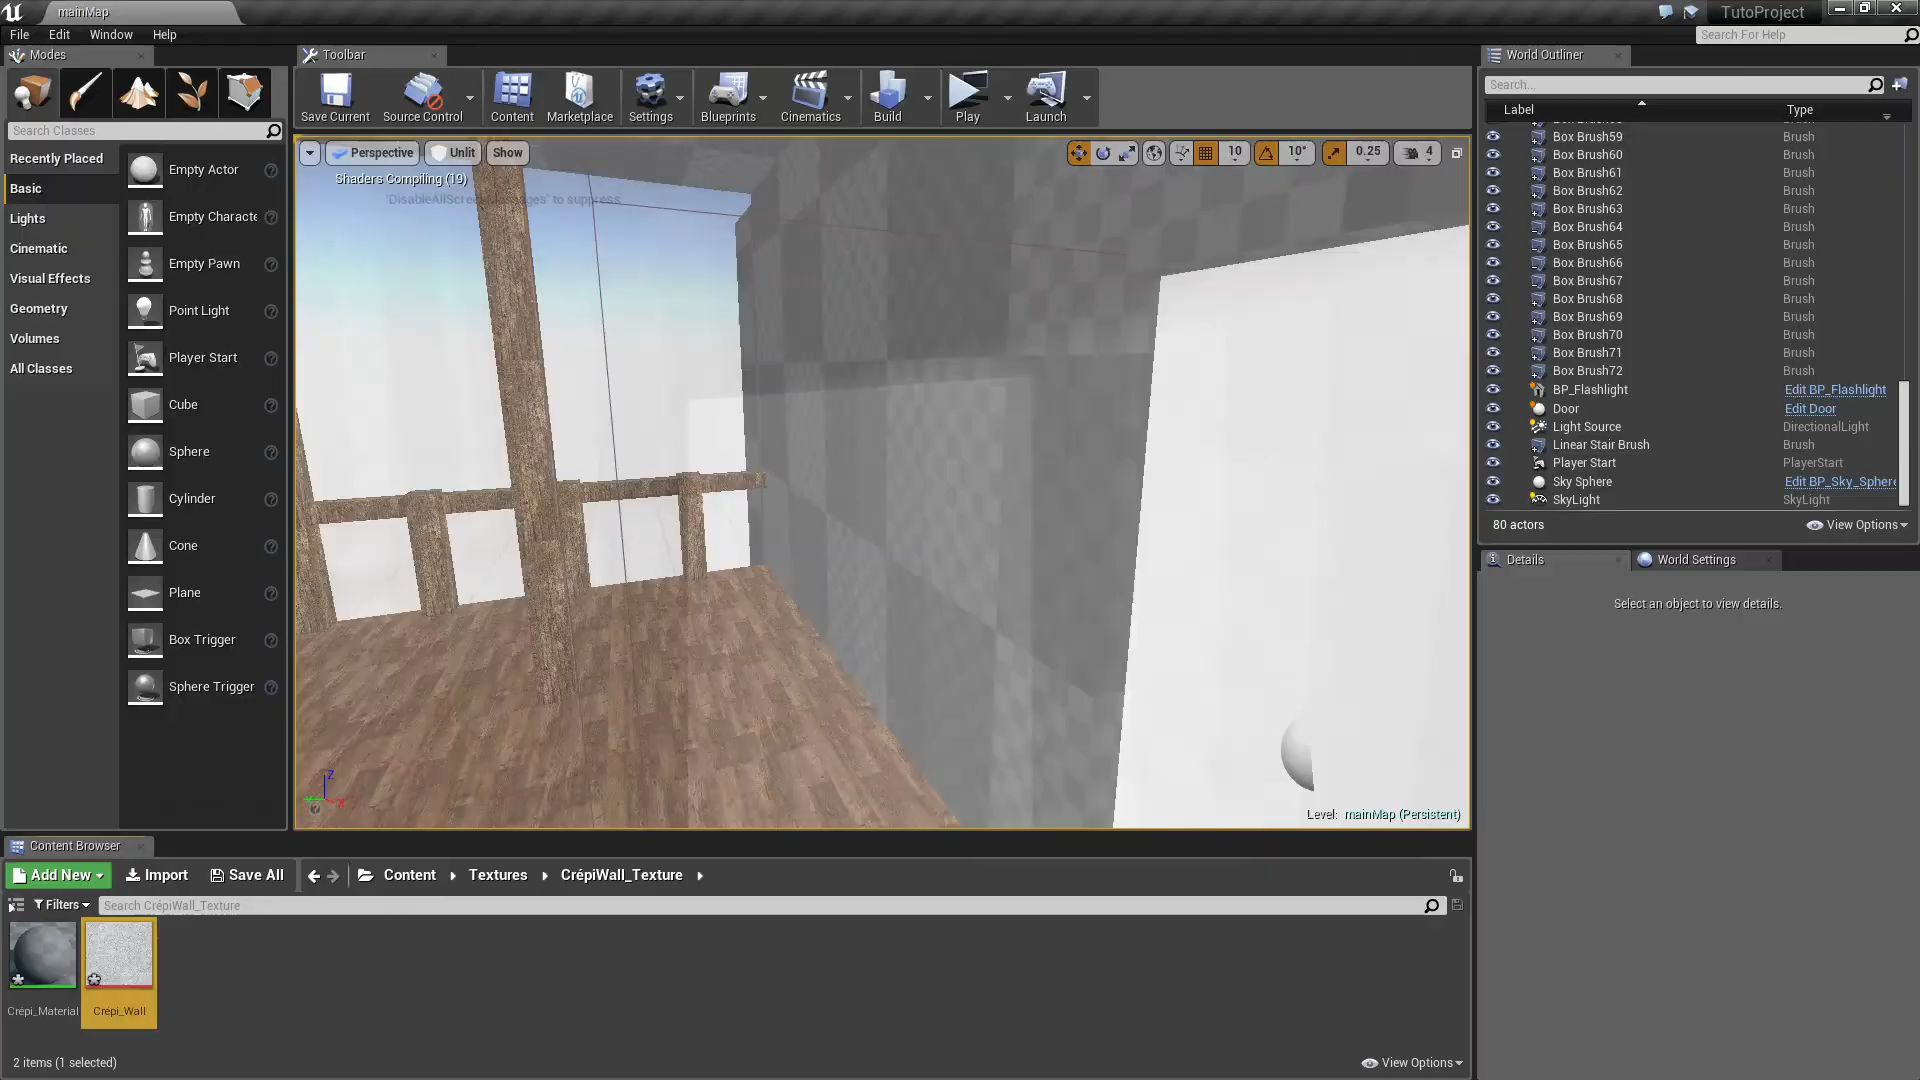 mainMap
TutoProject
File Edit Window Help
Search For Help
Modes
Toolbar
World Outliner
Save Current
Source Control
Content
Marketplace
Settings
Blueprints
Cinematics
Build
Play
Launch
Search Classes
Recently Placed
Basic
Lights
Cinematic
Visual Effects
Geometry
Volumes
All Classes
Empty Actor
Empty Characte
Empty Pawn
Point Light
Player Start
Cube
Sphere
Cylinder
Cone
Plane
Box Trigger
Sphere Trigger
Perspective
Unlit
Show
10
10°
0.25
4
Shaders Compiling (19)
Level: mainMap (Persistent)
Search...
Label Type
Box Brush59 Brush
Box Brush60 Brush
Box Brush61 Brush
Box Brush62 Brush
Box Brush63 Brush
Box Brush64 Brush
Box Brush65 Brush
Box Brush66 Brush
Box Brush67 Brush
Box Brush68 Brush
Box Brush69 Brush
Box Brush70 Brush
Box Brush71 Brush
Box Brush72 Brush
BP_Flashlight Edit BP_Flashlight
Door Edit Door
Light Source DirectionalLight
Linear Stair Brush Brush
Player Start PlayerStart
Sky Sphere Edit BP_Sky_Sphere
SkyLight SkyLight
80 actors
View Options
Details
World Settings
Select an object to view details.
Content Browser
Add New
Import
Save All
Content
Textures
CrépiWall_Texture
Filters
Search CrépiWall_Texture
Crépi_Material
Crépi_Wall
2 items (1 selected)
View Options